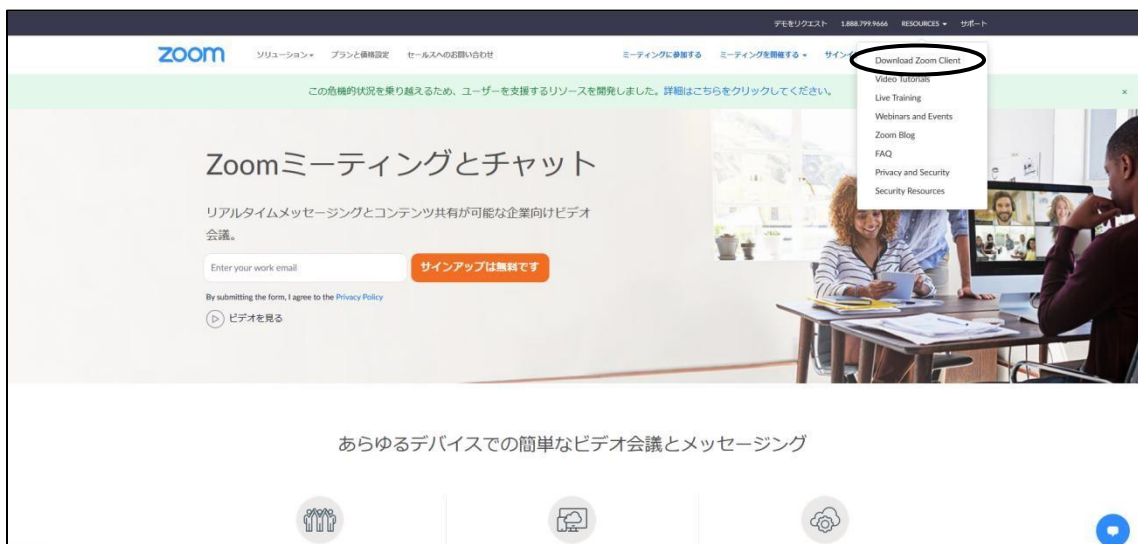 デモをリクエスト 1.888.799.9666 RESOURCES サポート
zoom ソリューション プランと価格設定 セールスへのお問い合わせ ミーティングに参加する ミーティングを開催する サインイ
Download Zoom Client
Video Tutorials
Live Training
Webinars and Events
Zoom Blog
FAQ
Privacy and Security
Security Resources
この危機的状況を乗り越えるため、ユーザーを支援するリソースを開発しました。詳細はこちらをクリックしてください。 ×
Zoomミーティングとチャット
リアルタイムメッセージングとコンテンツ共有が可能な企業向けビデオ
会議。
Enter your work email サインアップは無料です
By submitting the form, I agree to the Privacy Policy
ビデオを見る
あらゆるデバイスでの簡単なビデオ会議とメッセージング